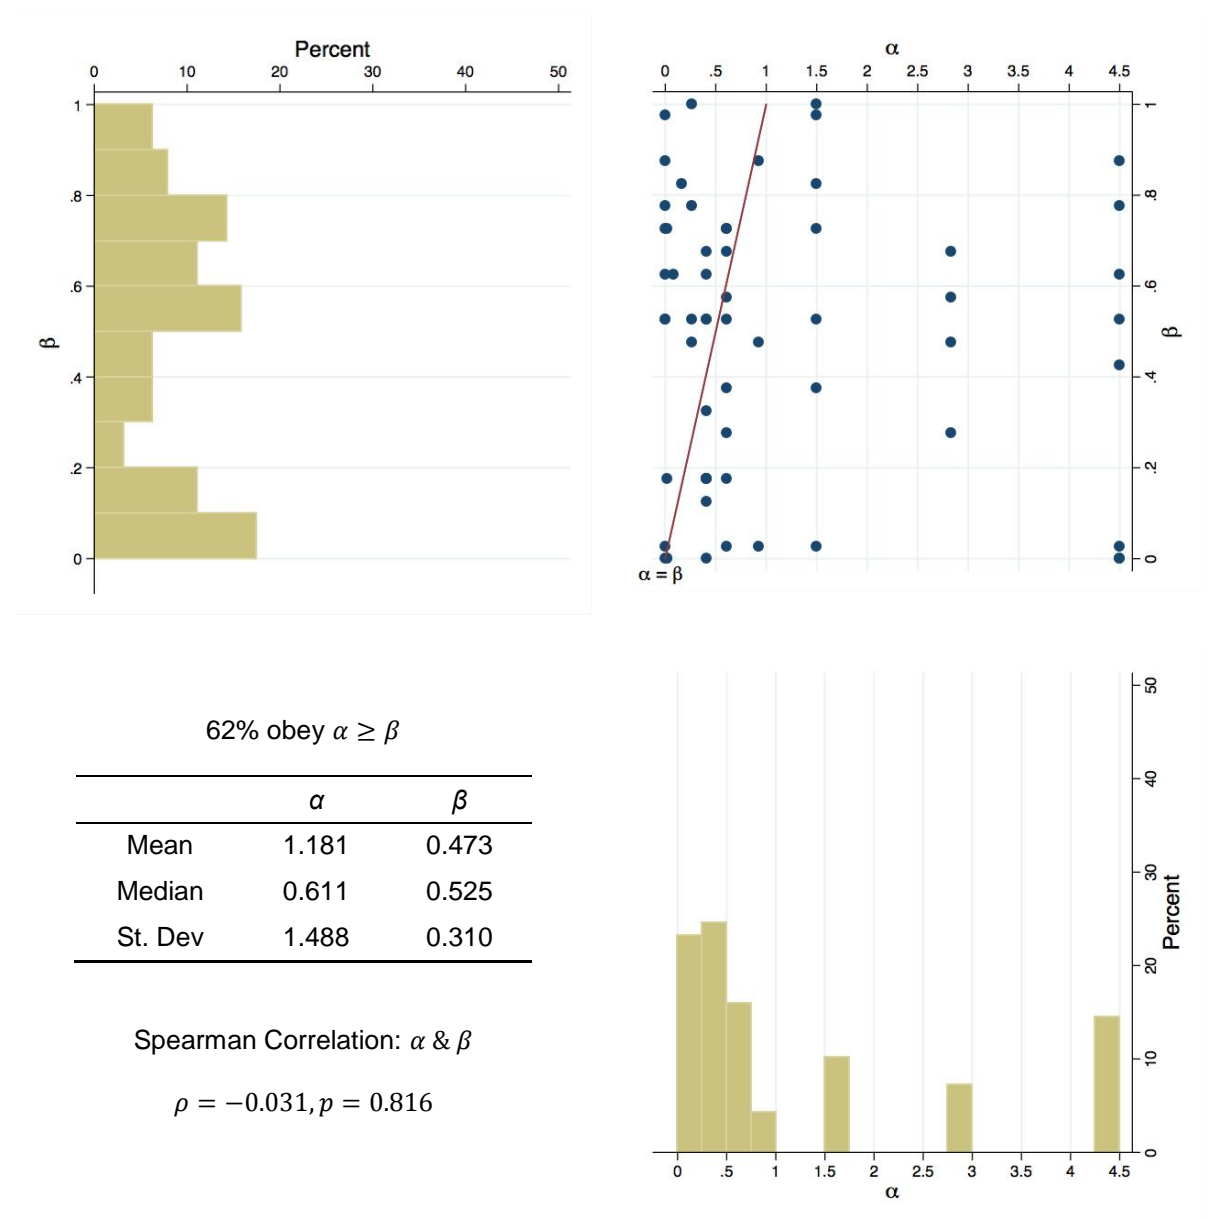 Percent
0 10 20 30 40 50
1
.8
.6
.4
.2
0
β
α
0 .5 1 1.5 2 2.5 3 3.5 4 4.5
1
.8
.6
.4
.2
0
β
α = β
62% obey α ≥ β
α β
Mean 1.181 0.473
Median 0.611 0.525
St. Dev 1.488 0.310
Spearman Correlation: α & β
ρ = −0.031, p = 0.816
50
40
30
20
10
0
Percent
0 .5 1 1.5 2 2.5 3 3.5 4 4.5
α